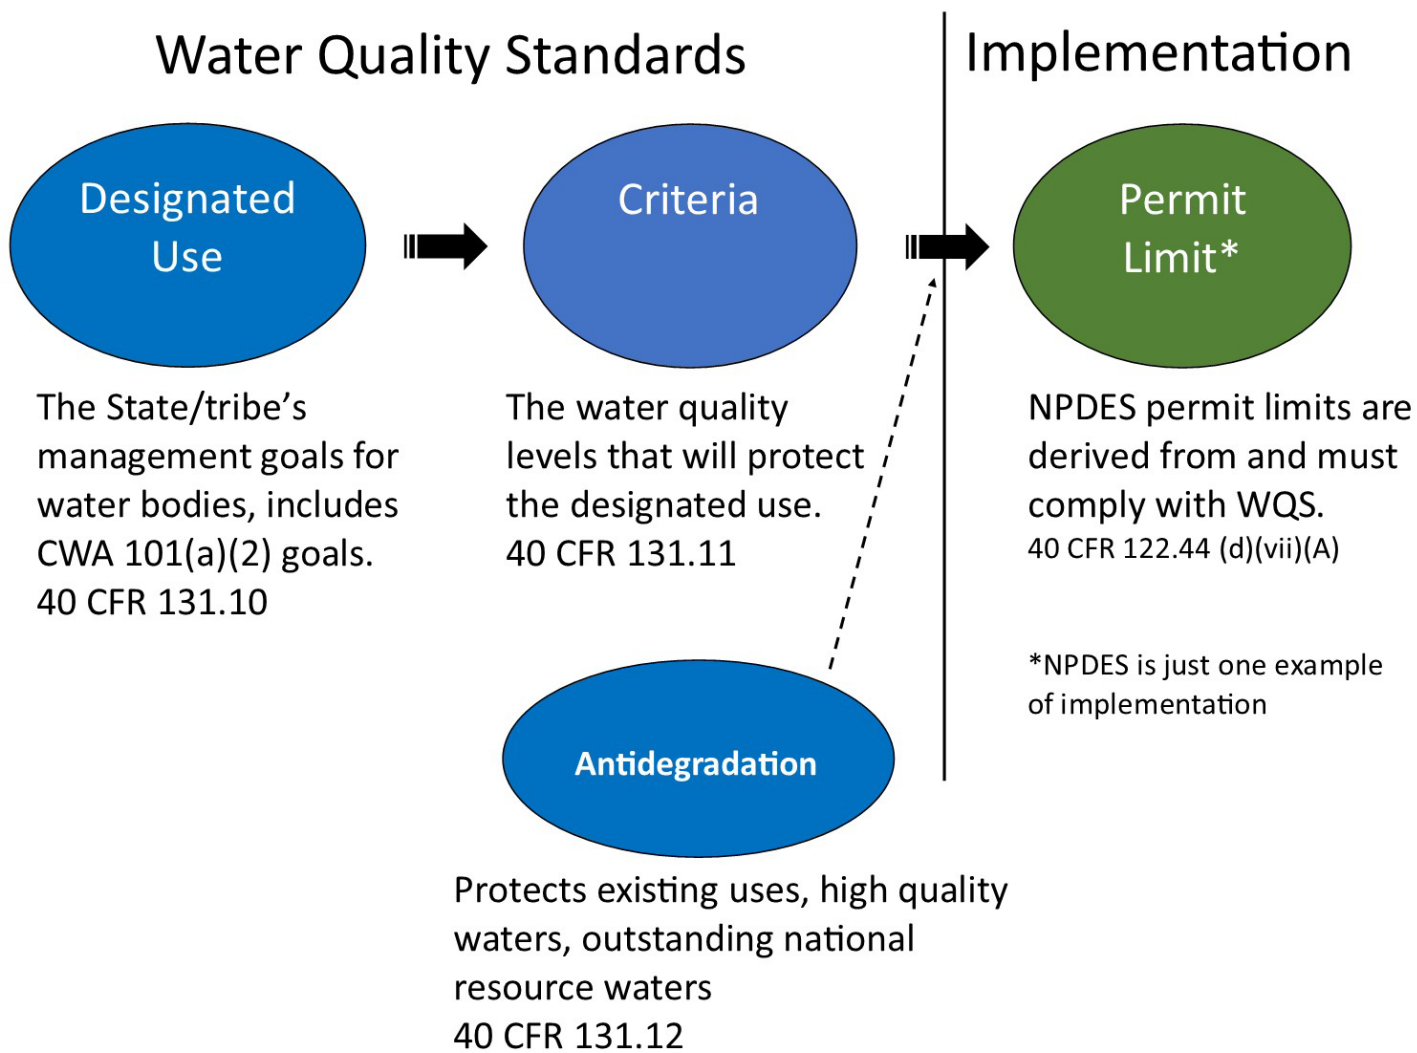 Water Quality Standards
Implementation
Designated
Use
Criteria
Permit
Limit*
The State/tribe’s
management goals for
water bodies, includes
CWA 101(a)(2) goals.
40 CFR 131.10
The water quality
levels that will protect
the designated use.
40 CFR 131.11
NPDES permit limits are
derived from and must
comply with WQS.
40 CFR 122.44 (d)(vii)(A)
*NPDES is just one example
of implementation
Antidegradation
Protects existing uses, high quality
waters, outstanding national
resource waters
40 CFR 131.12